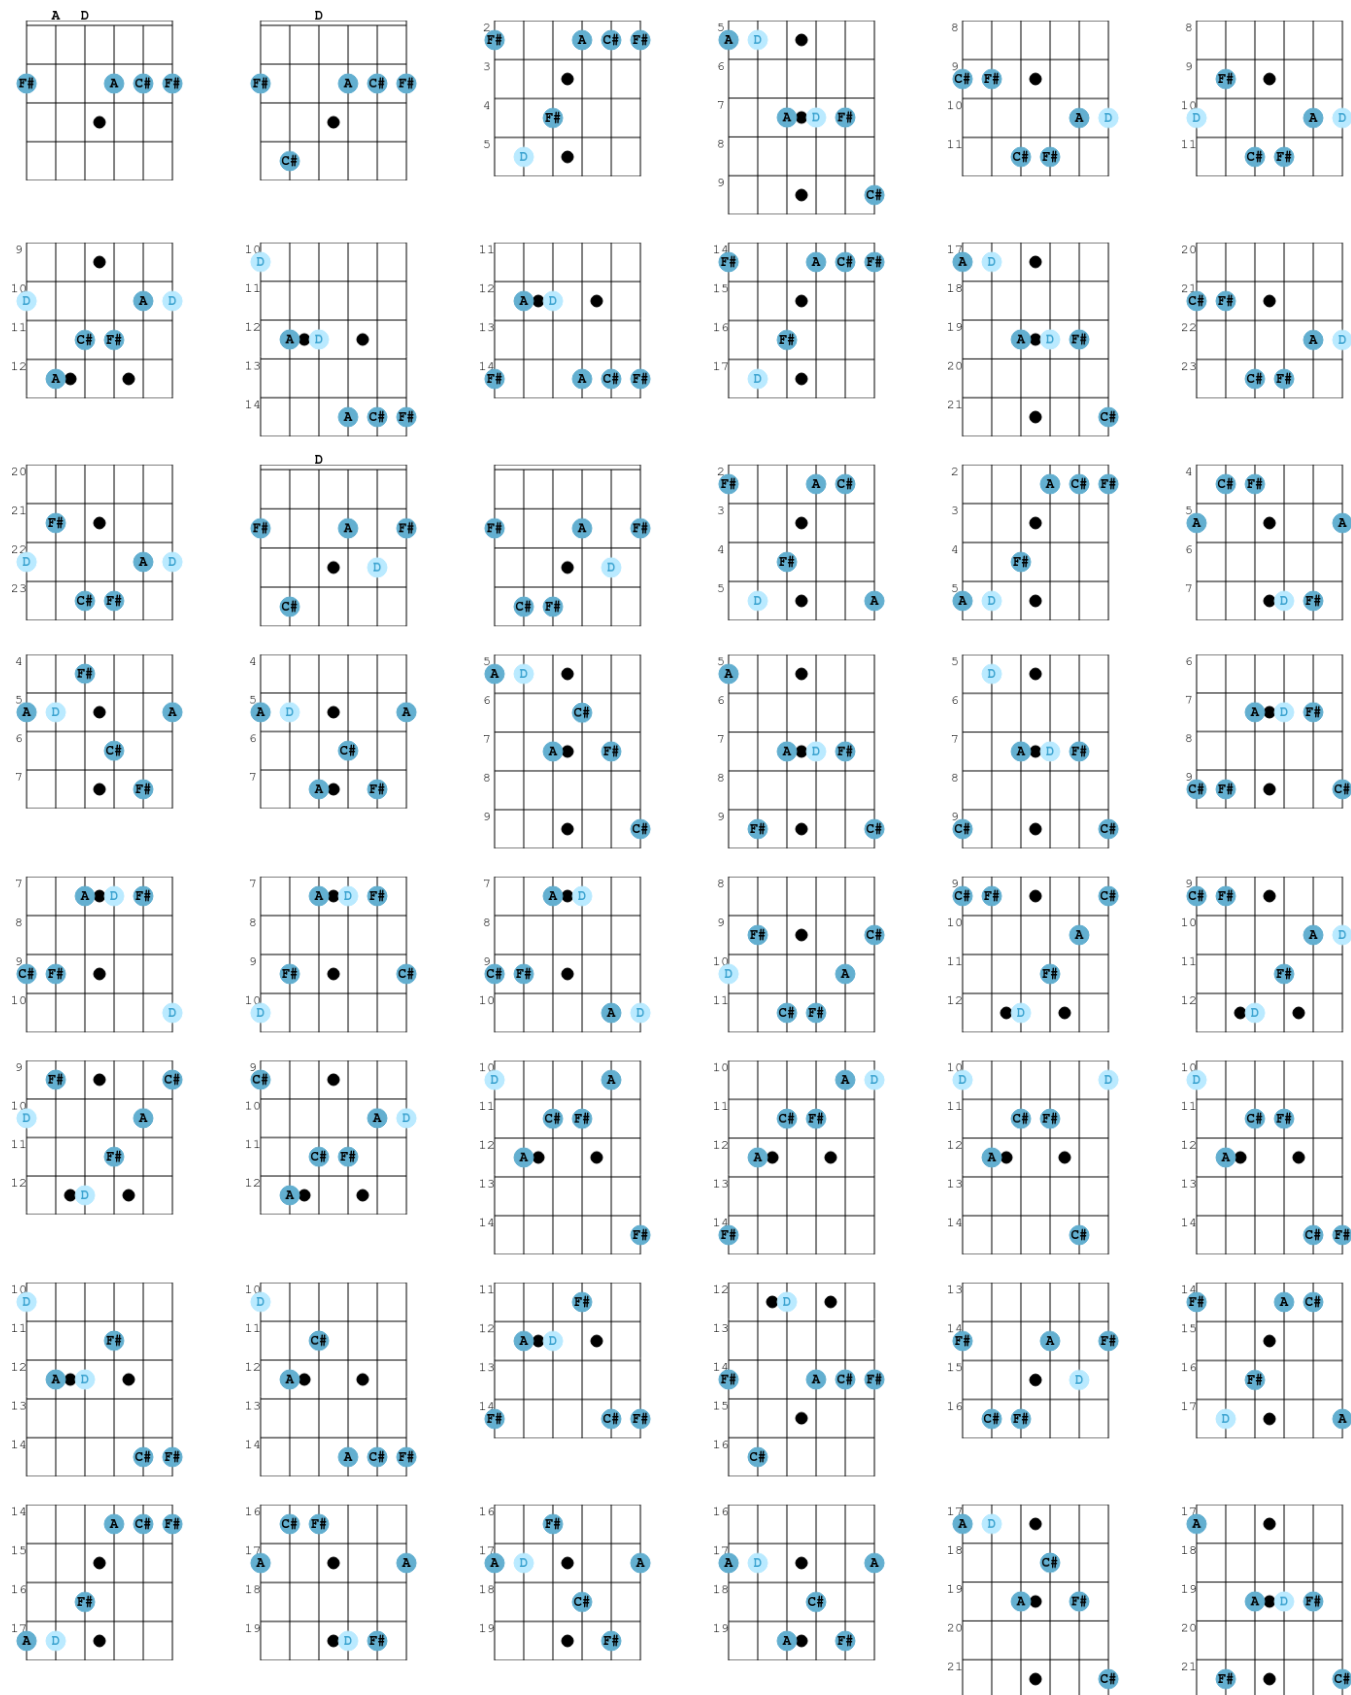 A D
F# A C# F#
D
F# A C# F#
C#
2 F# A C# F#
3
4 F#
5 D
5 A D
6
7 A D F#
8
9 C#
8
9 C# F#
10 A D
11 C# F#
8
9 F#
10 D A D
11 C# F#
9
10 D A D
11 C# F#
12 A
10 D
11
12 A D
13
14 A C# F#
11
12 A D
13
14 F# A C# F#
14 F# A C# F#
15
16 F#
17 D
17 A D
18
19 A D F#
20
21 C#
20
21 C# F#
22 A D
23 C# F#
20
21 F#
22 D A D
23 C# F#
D
F# A F#
D
C#
F# A F#
D
C# F#
2 F# A C#
3
4 F#
5 D A
2 A C# F#
3
4 F#
5 A D
4 C# F#
5 A A
6
7 D F#
4 F#
5 A D A
6 C#
7 F#
4
5 A D A
6 C#
7 A F#
5 A D
6 C#
7 A F#
8
9 C#
5 A
6
7 A D F#
8
9 F# C#
5 D
6
7 A D F#
8
9 C# C#
6
7 A D F#
8
9 C# F# C#
7 A D F#
8
9 C# F#
10 D
7 A D F#
8
9 F# C#
10 D
7 A D
8
9 C# F#
10 A D
8
9 F# C#
10 D A
11 C# F#
9 C# F# C#
10 A
11 F#
12 D
9 C# F#
10 A D
11 F#
12 D
9 F# C#
10 D A
11 F#
12 D
9 C#
10 A D
11 C# F#
12 A
10 D A
11 C# F#
12 A
13
14 F#
10 A D
11 C# F#
12 A
13
14 F#
10 D D
11 C# F#
12 A
13
14 C#
10 D
11 C# F#
12 A
13
14 C# F#
10 D
11 F#
12 A D
13
14 C# F#
10 D
11 C#
12 A
13
14 A C# F#
11 F#
12 A D
13
14 F# C# F#
12 D
13
14 F# A C# F#
15
16 C#
13
14 F# A F#
15 D
16 C# F#
14 F# A C#
15
16 F#
17 D A
14 A C# F#
15
16 F#
17 A D
16 C# F#
17 A A
18
19 D F#
16 F#
17 A D A
18 C#
19 F#
16
17 A D A
18 C#
19 A F#
17 A D
18 C#
19 A F#
20
21 C#
17 A
18
19 A D F#
20
21 F# C#